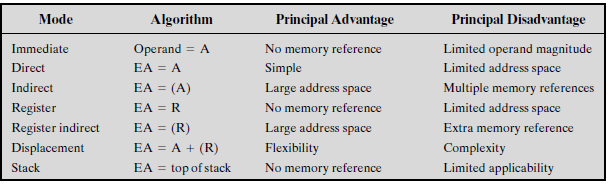 Mode Algorithm Principal Advantage Principal Disadvantage
Immediate Operand = A No memory reference Limited operand magnitude
Direct EA = A Simple Limited address space
Indirect EA = (A) Large address space Multiple memory references
Register EA = R No memory reference Limited address space
Register indirect EA = (R) Large address space Extra memory reference
Displacement EA = A + (R) Flexibility Complexity
Stack EA = top of stack No memory reference Limited applicability